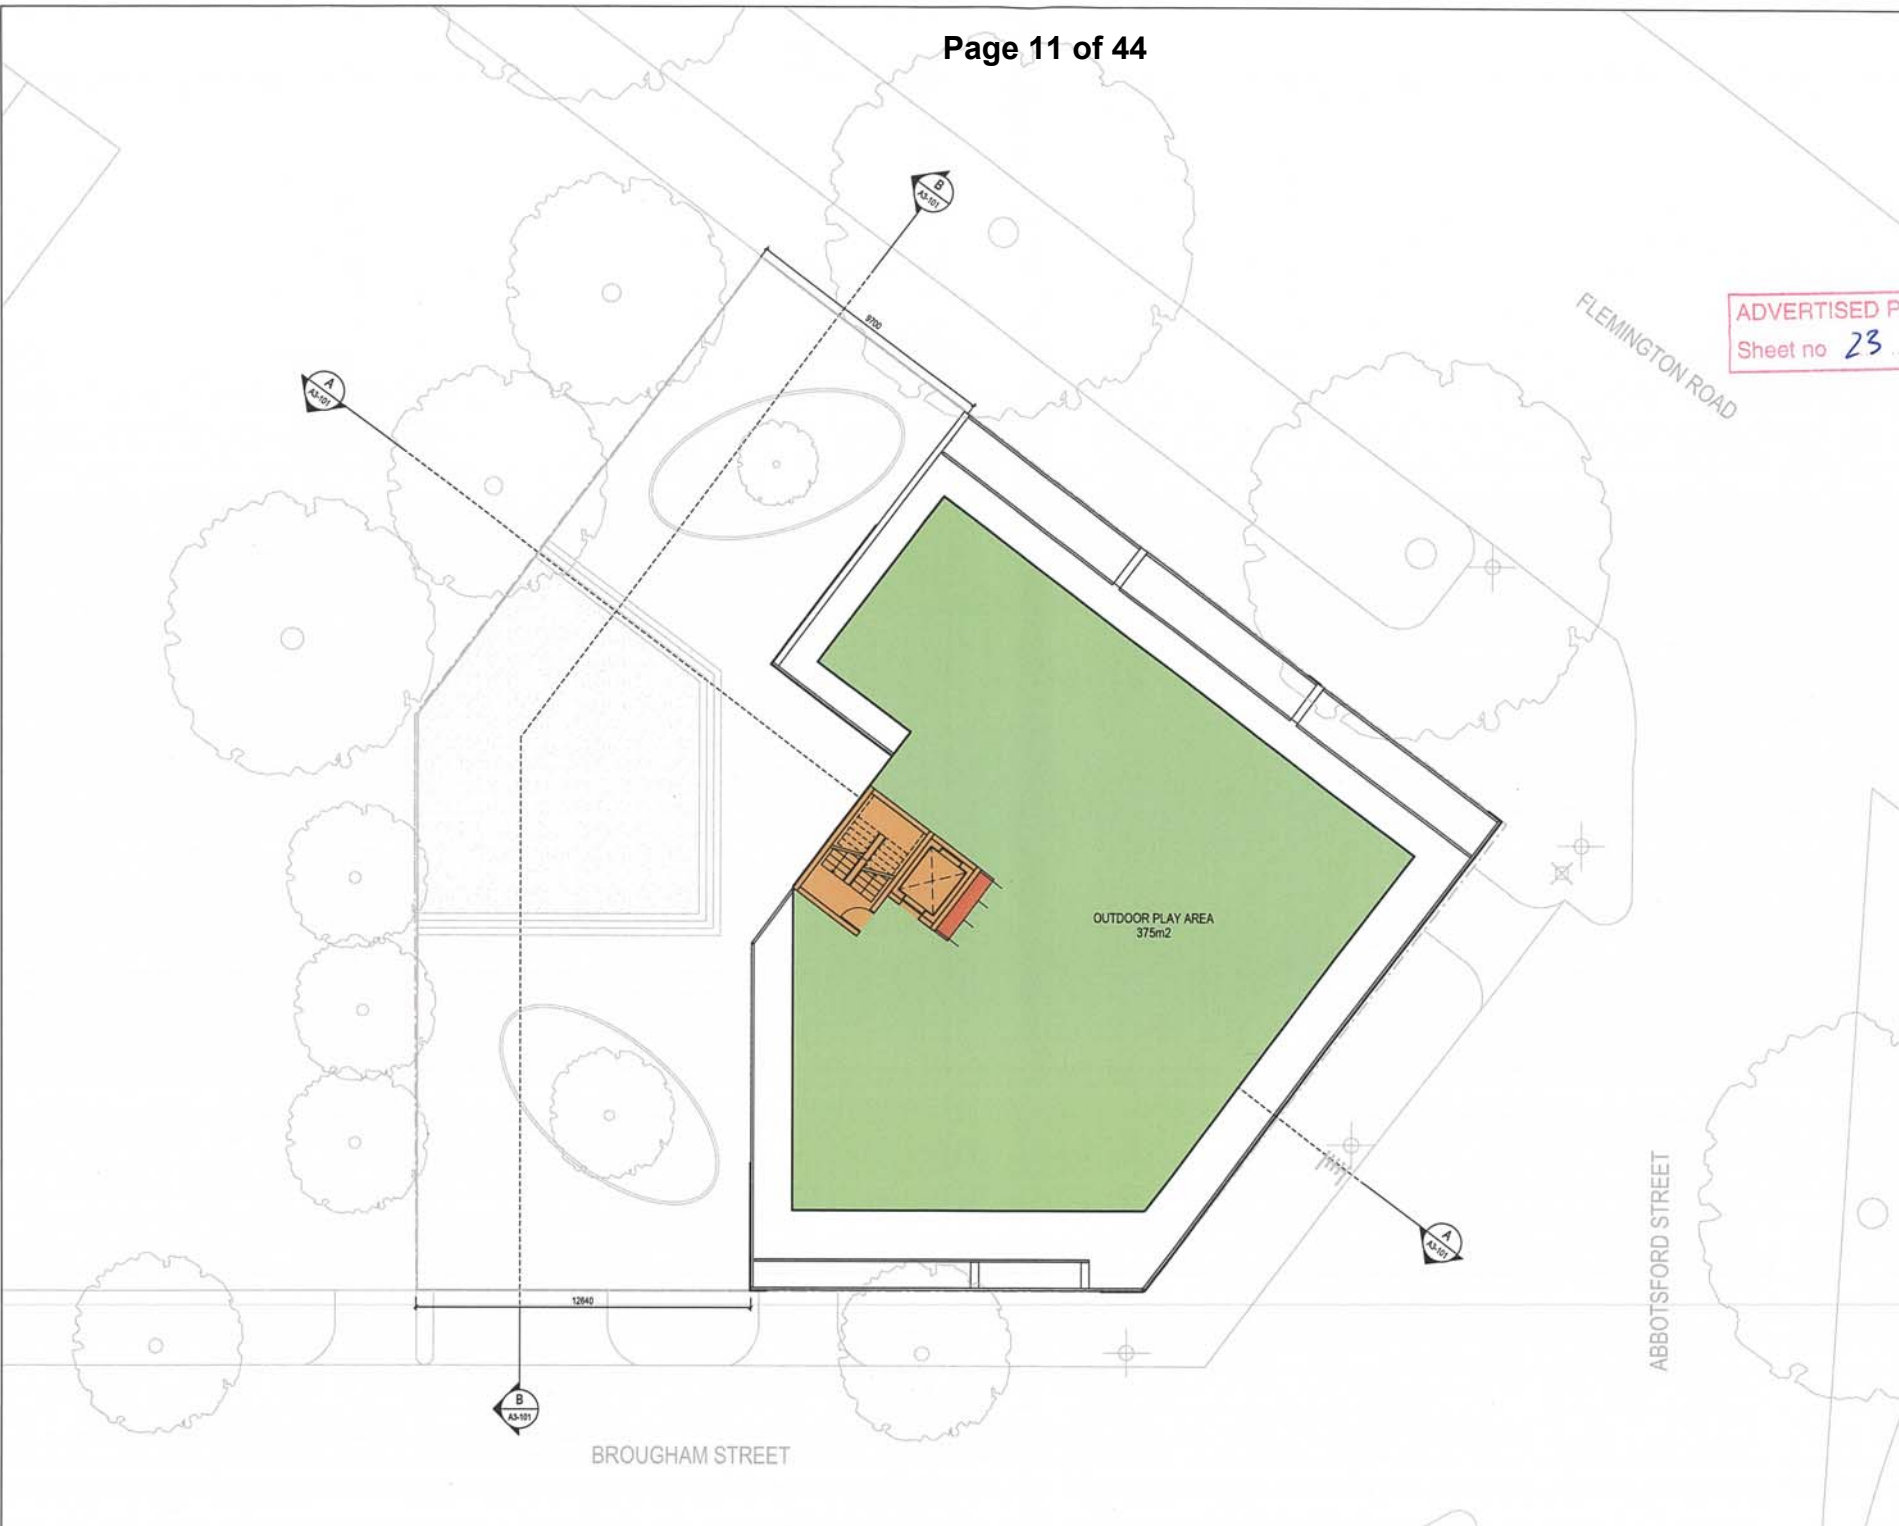 Page 11 of 44
B
A3-101
9700
FLEMINGTON ROAD
ADVERTISED P
Sheet no 23
A
A3-101
OUTDOOR PLAY AREA
375m2
ABBOTSFORD STREET
A
A3-101
12640
B
A3-101
BROUGHAM STREET